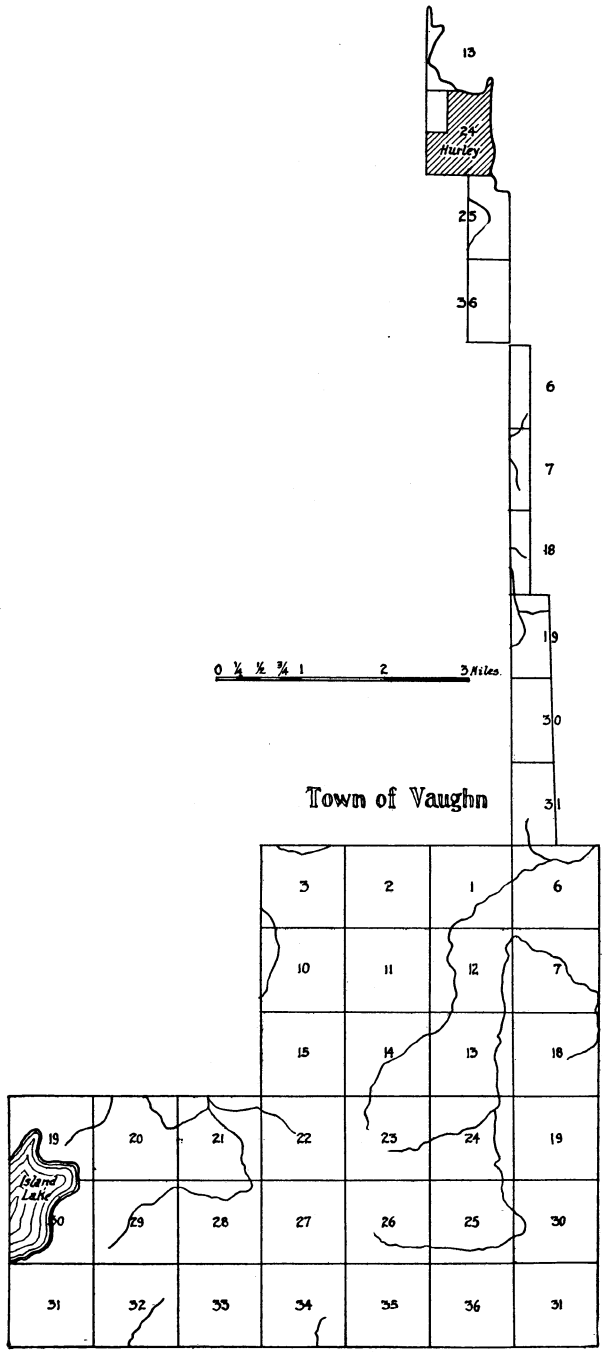 13
24
Hurley
25
36
6
7
18
19
0 ¼ ½ ¾ 1 2 3 Miles.
30
Town of Vaughn
31
3 2 1 6
10 11 12 7
15 14 13 18
19 20 21 22 23 24 19
Island
Lake
30 29 28 27 26 25 30
31 32 33 34 35 36 31